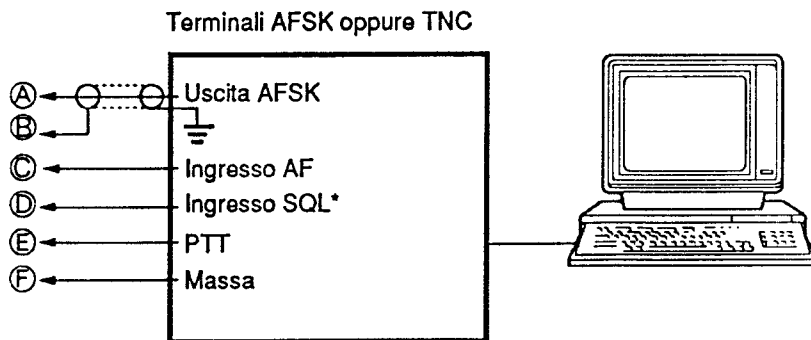 Terminali AFSK oppure TNC
Ⓐ Uscita AFSK
Ⓑ
Ⓒ Ingresso AF
Ⓓ Ingresso SQL*
Ⓔ PTT
Ⓕ Massa